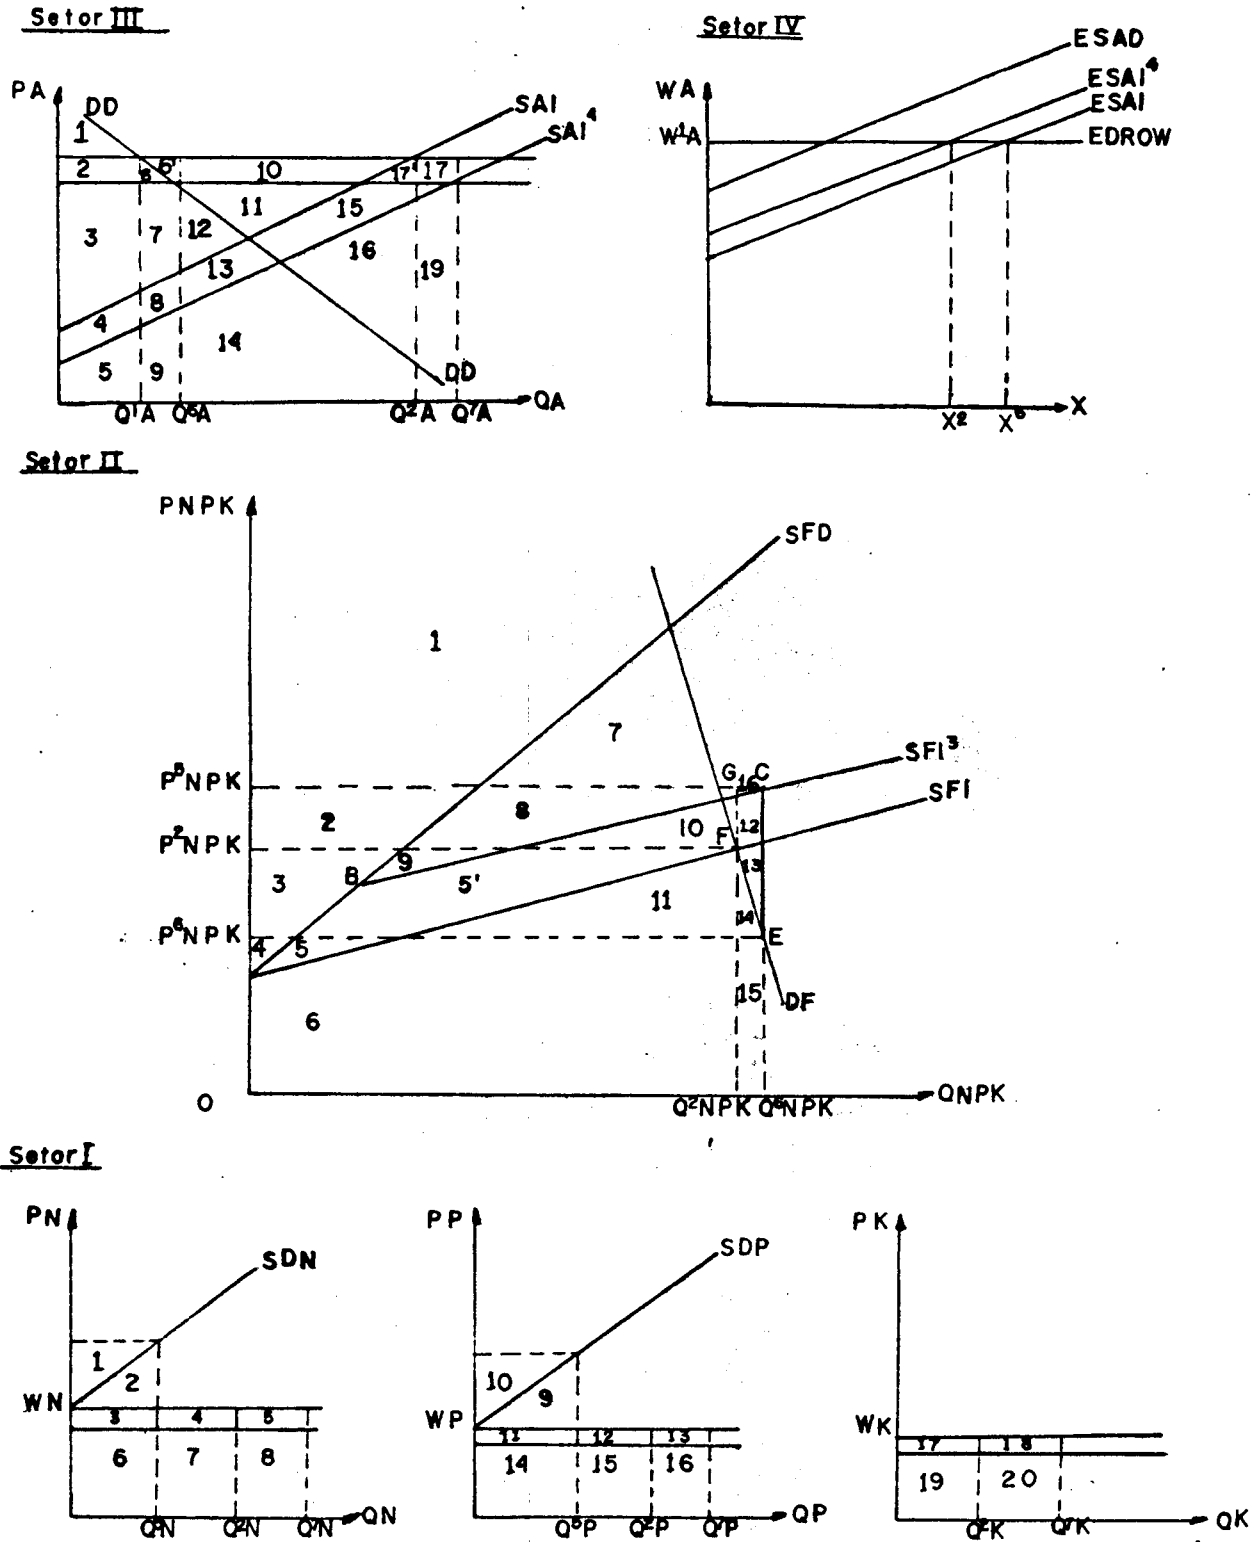 Setor III
Setor IV
PA
DD
SAI
SAI⁴
1
2
6
6'
10
17'
17
3
7
12
11
15
16
13
19
8
4
14
5
9
DD
Q¹A
Q⁵A
Q²A
Q⁷A
QA
WA
W¹A
ESAD
ESAI⁴
ESAI
EDROW
X²
X⁶
X
Setor II
PNPK
SFD
1
7
SFI³
SFI
P⁵NPK
G
16
C
2
8
10
12
P²NPK
F
9
B
3
5'
13
11
14
P⁶NPK
4
5
E
15
DF
6
O
Q²NPK
Q⁶NPK
QNPK
Setor I
PN
SDN
1
2
WN
3
4
5
6
7
8
QN
Q²N
Q⁷N
PP
SDP
10
9
WP
11
12
13
14
15
16
Q⁵P
Q²P
Q⁷P
QP
PK
WK
17
18
19
20
Q²K
Q⁷K
QK